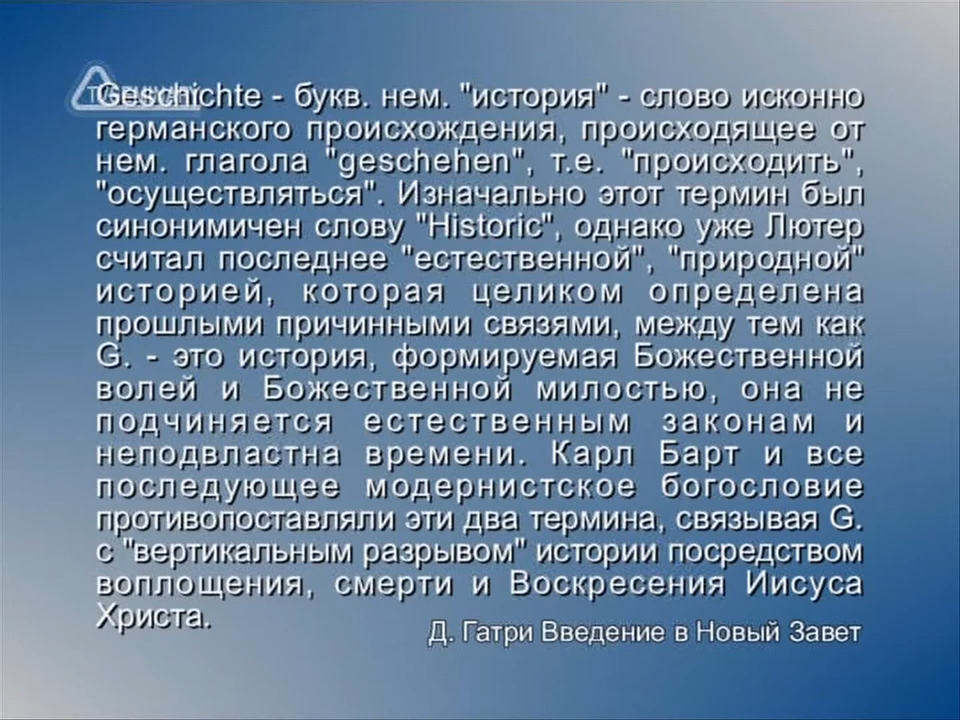 Geschichte - букв. нем. "история" - слово исконно
германского происхождения, происходящее от
нем. глагола "geschehen", т.е. "происходить",
"осуществляться". Изначально этот термин был
синонимичен слову "Historic", однако уже Лютер
считал последнее "естественной", "природной"
историей, которая целиком определена
прошлыми причинными связями, между тем как
G. - это история, формируемая Божественной
волей и Божественной милостью, она не
подчиняется естественным законам и
неподвластна времени. Карл Барт и все
последующее модернистское богословие
противопоставляли эти два термина, связывая G.
с "вертикальным разрывом" истории посредством
воплощения, смерти и Воскресения Иисуса
Христа.
Д. Гатри Введение в Новый Завет